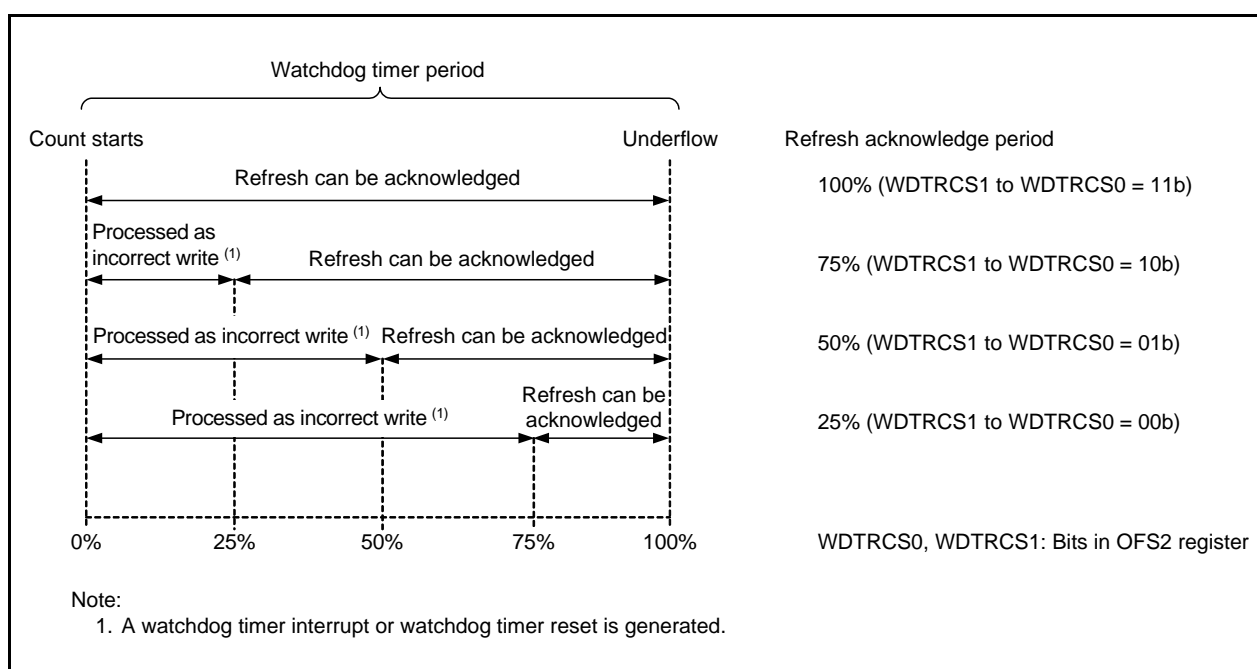 Watchdog timer period
Count starts
Underflow
Refresh acknowledge period
Refresh can be acknowledged
100% (WDTRCS1 to WDTRCS0 = 11b)
Processed as
incorrect write (1)
Refresh can be acknowledged
75% (WDTRCS1 to WDTRCS0 = 10b)
Processed as incorrect write (1)
Refresh can be acknowledged
50% (WDTRCS1 to WDTRCS0 = 01b)
Processed as incorrect write (1)
Refresh can be
acknowledged
25% (WDTRCS1 to WDTRCS0 = 00b)
0%
25%
50%
75%
100%
WDTRCS0, WDTRCS1: Bits in OFS2 register
Note:
1. A watchdog timer interrupt or watchdog timer reset is generated.